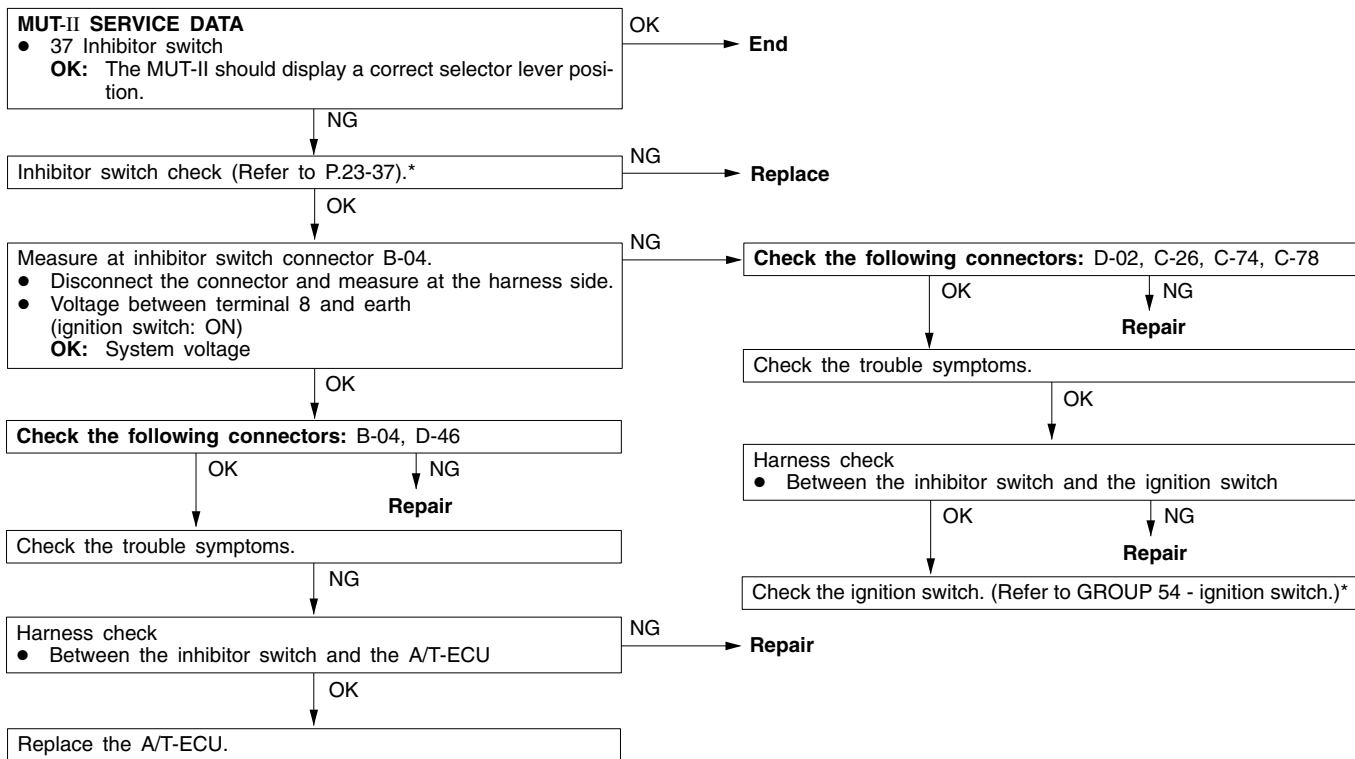 MUT-II SERVICE DATA
● 37 Inhibitor switch
OK: The MUT-II should display a correct selector lever posi-
tion.
OK
End
NG
Inhibitor switch check (Refer to P.23-37).*
NG
Replace
OK
Measure at inhibitor switch connector B-04.
● Disconnect the connector and measure at the harness side.
● Voltage between terminal 8 and earth
(ignition switch: ON)
OK: System voltage
NG
Check the following connectors: D-02, C-26, C-74, C-78
OK
NG
Repair
Check the trouble symptoms.
OK
Harness check
● Between the inhibitor switch and the ignition switch
OK
NG
Repair
Check the ignition switch. (Refer to GROUP 54 - ignition switch.)*
OK
Check the following connectors: B-04, D-46
OK
NG
Repair
Check the trouble symptoms.
NG
Harness check
● Between the inhibitor switch and the A/T-ECU
NG
Repair
OK
Replace the A/T-ECU.